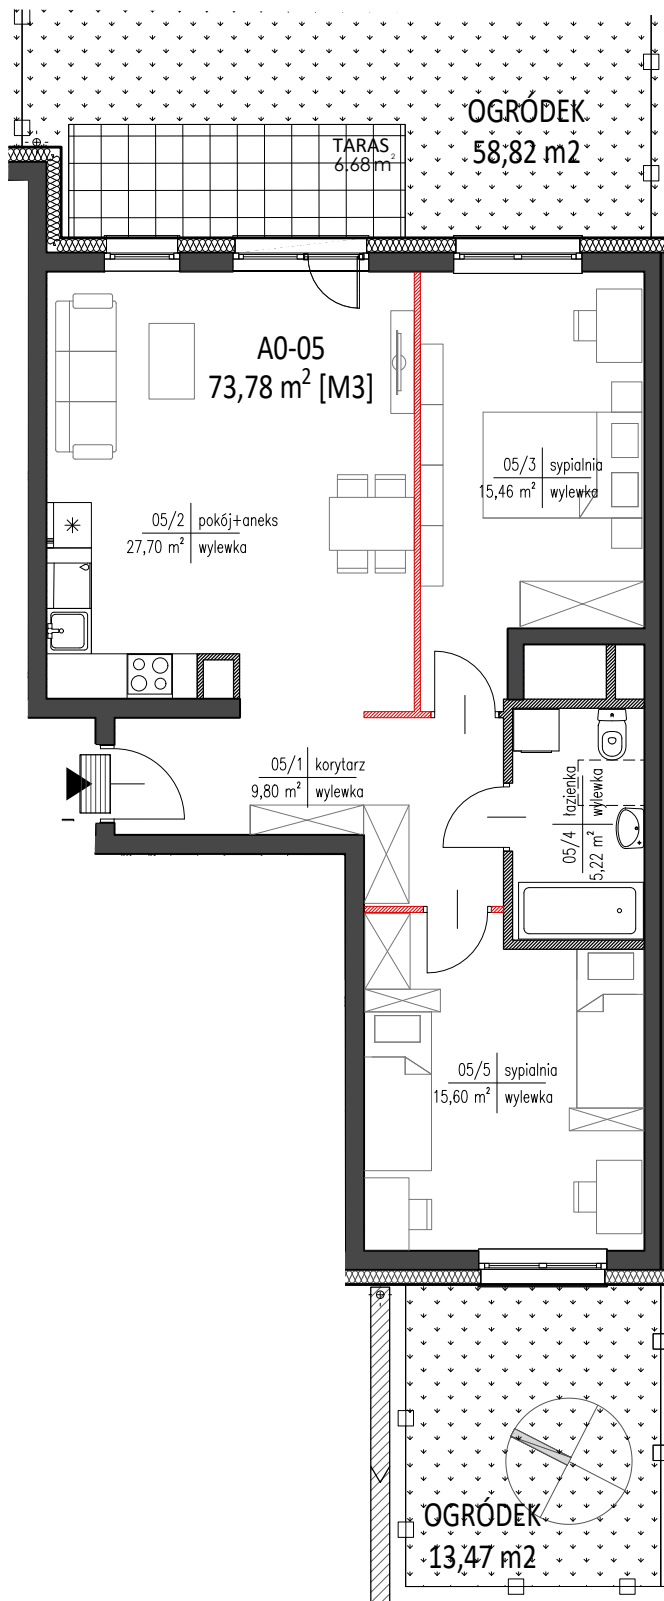 OGRÓDEK
58,82 m2
TARAS
6.68 m²
A0-05
73,78 m² [M3]
05/3 sypialnia
15,46 m² wylewka
05/2 pokój+aneks
27,70 m² wylewka
05/1 korytarz
9,80 m² wylewka
05/4 łazienka
5,22 m² wylewka
05/5 sypialnia
15,60 m² wylewka
OGRÓDEK
13,47 m2